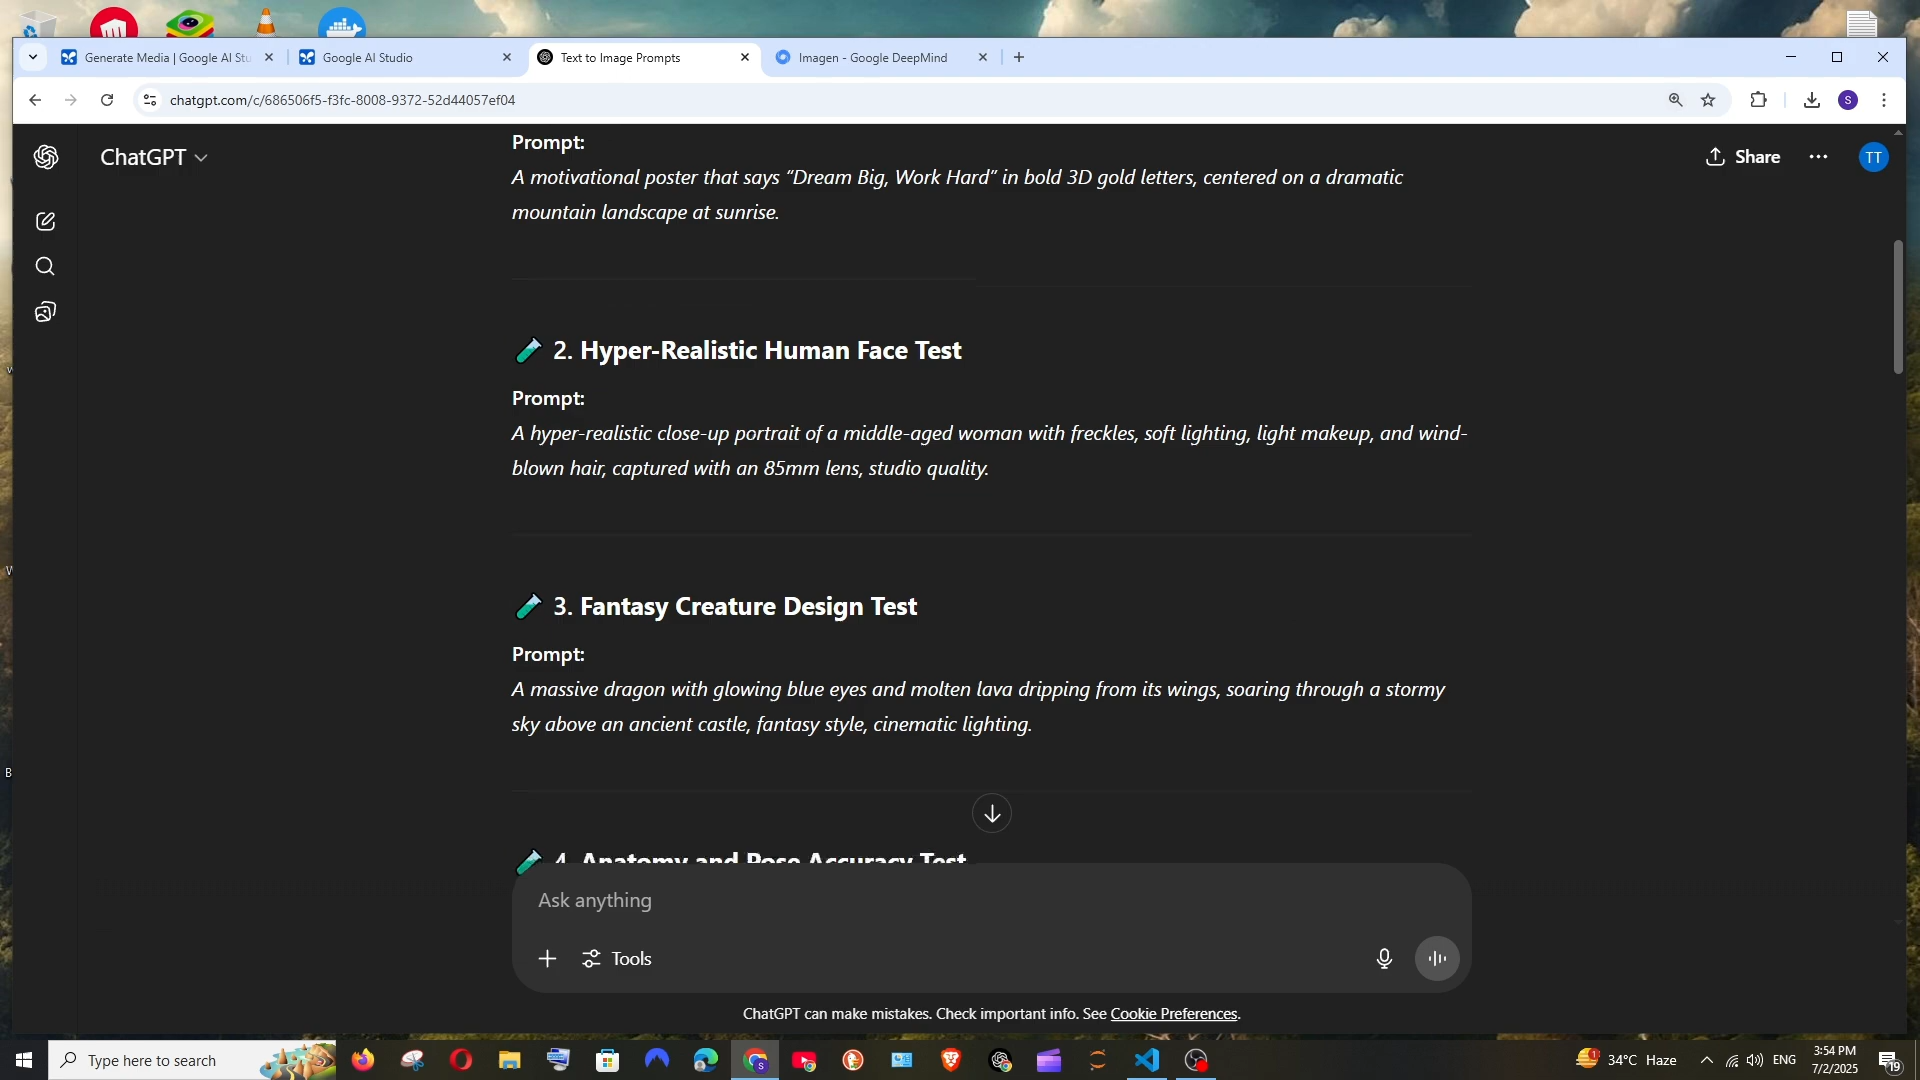 Generate Media | Google AI Stu
Google AI Studio
Text to Image Prompts
Imagen - Google DeepMind
chatgpt.com/c/686506f5-f3fc-8008-9372-52d44057ef04
S
ChatGPT
Share
TT
Prompt:
A motivational poster that says “Dream Big, Work Hard” in bold 3D gold letters, centered on a dramatic
mountain landscape at sunrise.
2. Hyper-Realistic Human Face Test
Prompt:
A hyper-realistic close-up portrait of a middle-aged woman with freckles, soft lighting, light makeup, and wind-
blown hair, captured with an 85mm lens, studio quality.
3. Fantasy Creature Design Test
Prompt:
A massive dragon with glowing blue eyes and molten lava dripping from its wings, soaring through a stormy
sky above an ancient castle, fantasy style, cinematic lighting.
4. Anatomy and Pose Accuracy Test
Ask anything
Tools
ChatGPT can make mistakes. Check important info. See Cookie Preferences.
Type here to search
34°C Haze
ENG
3:54 PM
7/2/2025
19